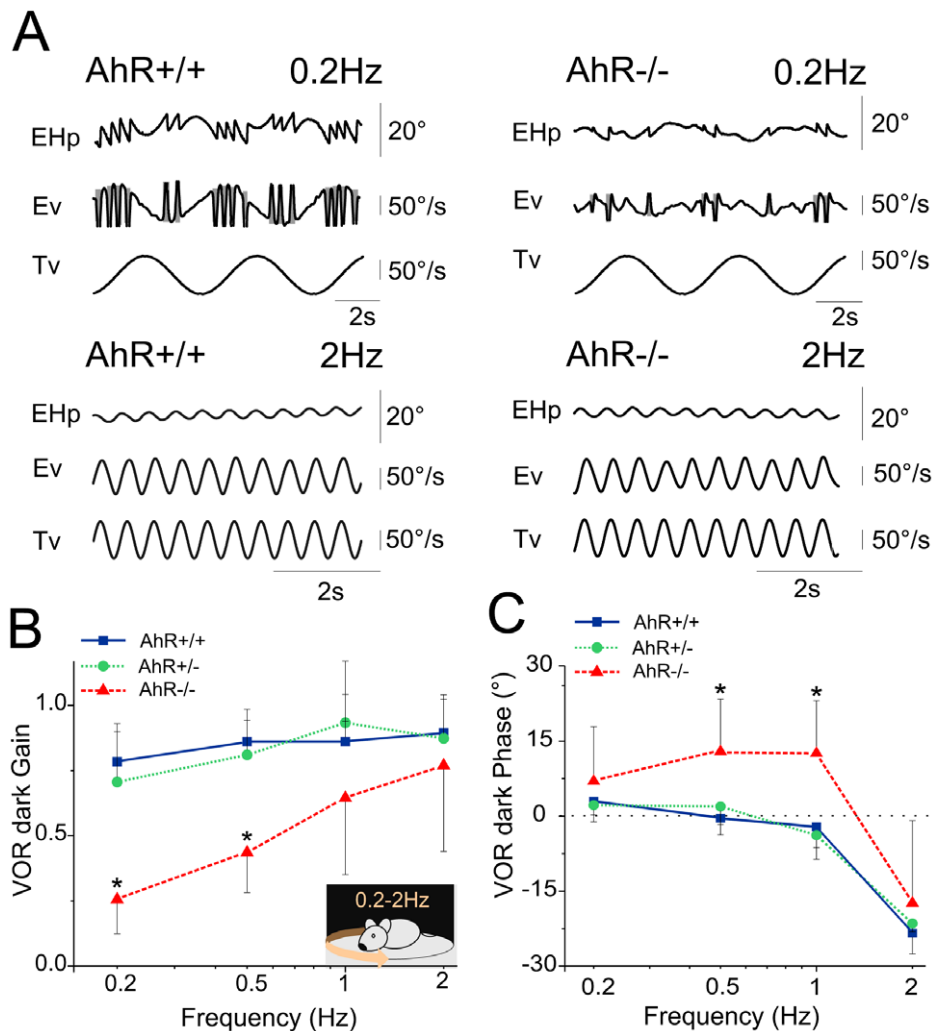 A
AhR+/+ 0.2Hz
EHp 20°
Ev 50°/s
Tv 50°/s
2s
AhR-/- 0.2Hz
EHp 20°
Ev 50°/s
Tv 50°/s
2s
AhR+/+ 2Hz
EHp 20°
Ev 50°/s
Tv 50°/s
2s
AhR-/- 2Hz
EHp 20°
Ev 50°/s
Tv 50°/s
2s
B
AhR+/+
AhR+/-
AhR-/-
VOR dark Gain
1.0
0.5
0.0
* *
0.2-2Hz
0.2 0.5 1 2
Frequency (Hz)
C
AhR+/+
AhR+/-
AhR-/-
VOR dark Phase (°)
30
15
0
-15
-30
* *
0.2 0.5 1 2
Frequency (Hz)